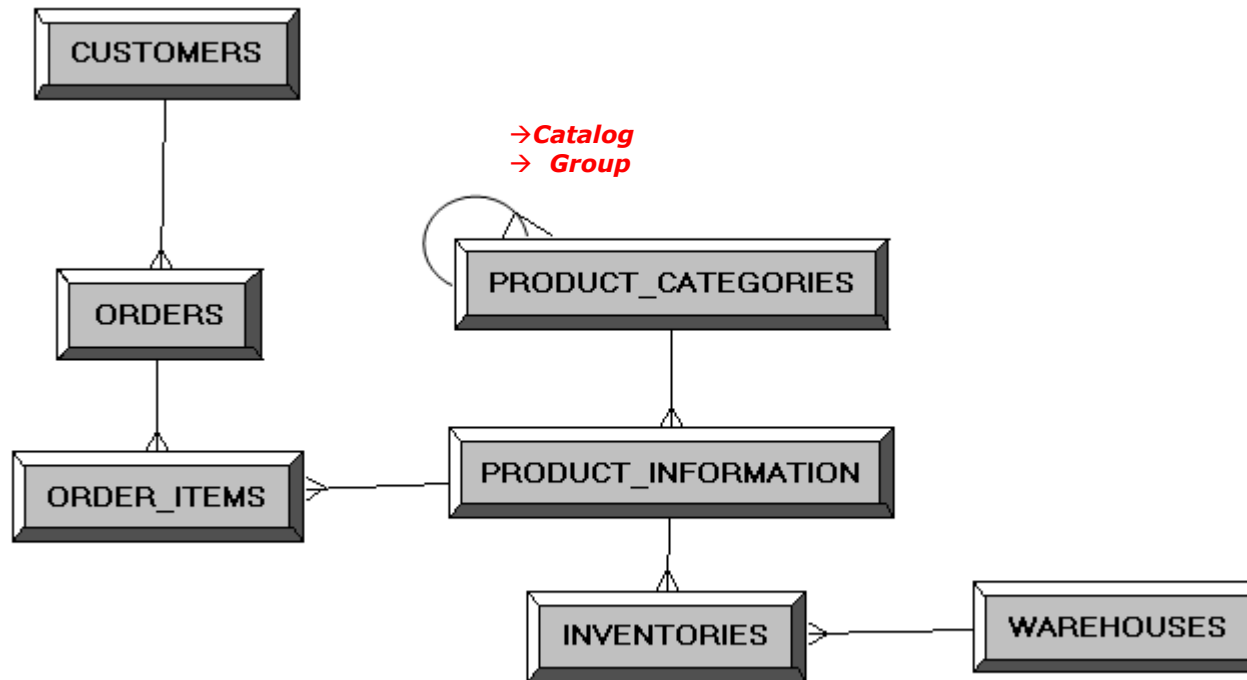 CUSTOMERS
→Catalog
→ Group
PRODUCT_CATEGORIES
ORDERS
PRODUCT_INFORMATION
ORDER_ITEMS
INVENTORIES
WAREHOUSES